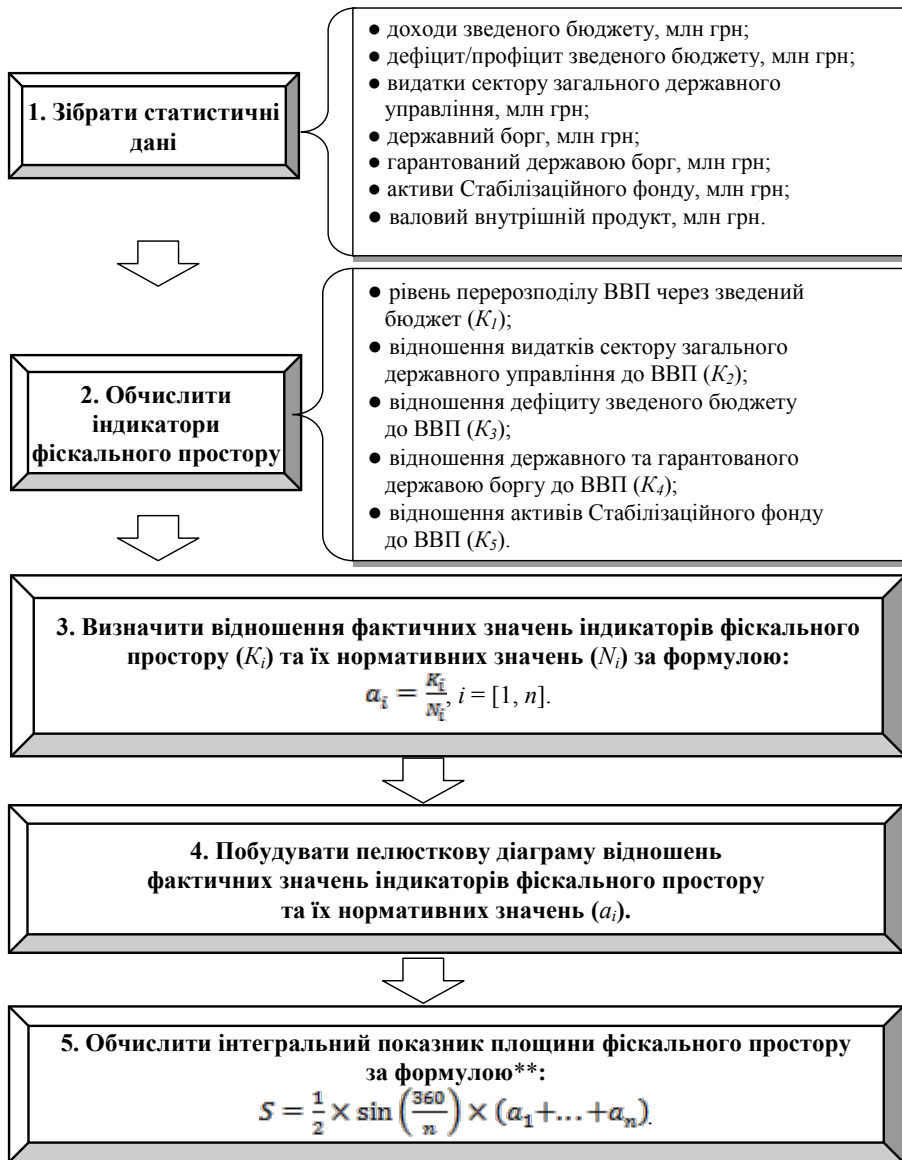 1. Зібрати статистичні
дані
● доходи зведеного бюджету, млн грн;
● дефіцит/профіцит зведеного бюджету, млн грн;
● видатки сектору загального державного
управління, млн грн;
● державний борг, млн грн;
● гарантований державою борг, млн грн;
● активи Стабілізаційного фонду, млн грн;
● валовий внутрішній продукт, млн грн.
2. Обчислити
індикатори
фіскального простору
● рівень перерозподілу ВВП через зведений
бюджет (K₁);
● відношення видатків сектору загального
державного управління до ВВП (K₂);
● відношення дефіциту зведеного бюджету
до ВВП (K₃);
● відношення державного та гарантованого
державою боргу до ВВП (K₄);
● відношення активів Стабілізаційного фонду
до ВВП (K₅).
3. Визначити відношення фактичних значень індикаторів фіскального
простору (Kᵢ) та їх нормативних значень (Nᵢ) за формулою:
aᵢ = Kᵢ/Nᵢ, i = [1, n].
4. Побудувати пелюсткову діаграму відношень
фактичних значень індикаторів фіскального простору
та їх нормативних значень (aᵢ).
5. Обчислити інтегральний показник площини фіскального простору
за формулою**:
S = 1/2 × sin (360/n) × (a₁+…+aₙ).